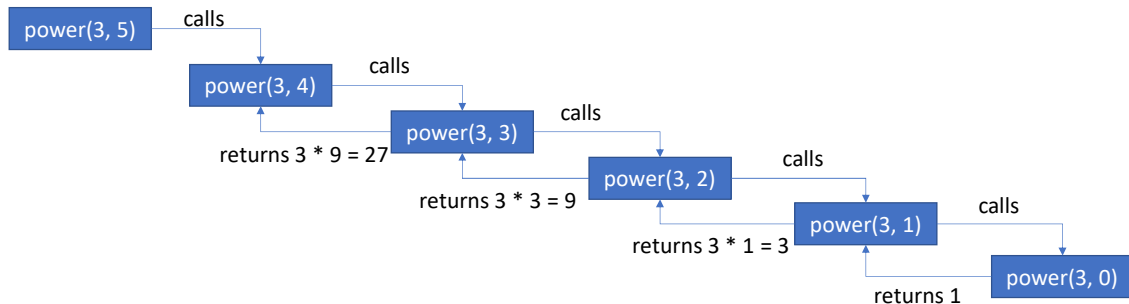 power(3, 5)
calls
power(3, 4)
calls
power(3, 3)
calls
returns 3 * 9 = 27
power(3, 2)
calls
returns 3 * 3 = 9
power(3, 1)
calls
returns 3 * 1 = 3
power(3, 0)
returns 1